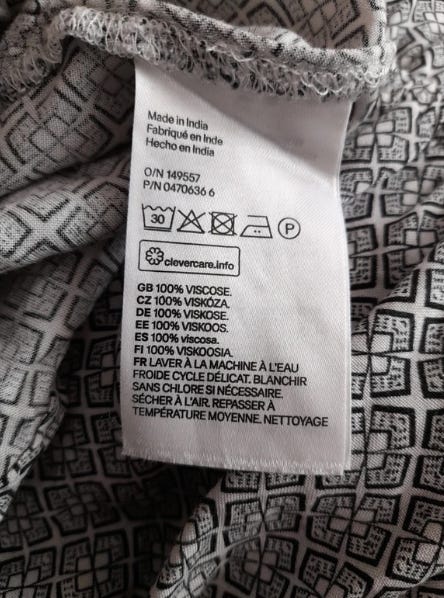 Made in India
Fabriqué en Inde
Hecho en India
O/N 149557
P/N 0470636 6
30 P
clevercare.info
GB 100% VISCOSE.
CZ 100% VISKÓZA.
DE 100% VISKOSE.
EE 100% VISKOOS.
ES 100% viscosa.
FI 100% VISKOOSIA.
FR LAVER À LA MACHINE À L'EAU
FROIDE CYCLE DÉLICAT. BLANCHIR
SANS CHLORE SI NÉCESSAIRE.
SÉCHER À L'AIR. REPASSER À
TEMPÉRATURE MOYENNE. NETTOYAGE